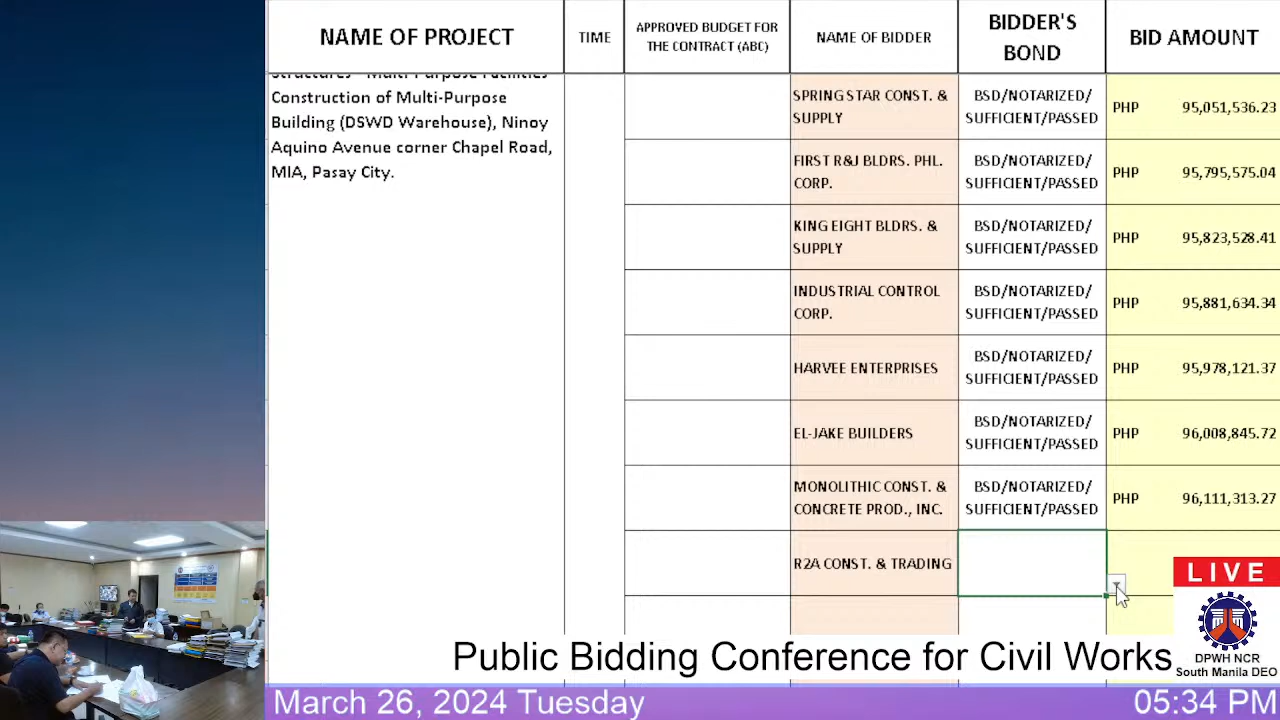 NAME OF PROJECT
TIME
APPROVED BUDGET FOR
THE CONTRACT (ABC)
NAME OF BIDDER
BIDDER'S
BOND
BID AMOUNT
Structures - Multi-Purpose Facilities
Construction of Multi-Purpose
Building (DSWD Warehouse), Ninoy
Aquino Avenue corner Chapel Road,
MIA, Pasay City.
SPRING STAR CONST. &
SUPPLY
BSD/NOTARIZED/
SUFFICIENT/PASSED
PHP 95,051,536.23
FIRST R&J BLDRS. PHL.
CORP.
BSD/NOTARIZED/
SUFFICIENT/PASSED
PHP 95,795,575.04
KING EIGHT BLDRS. &
SUPPLY
BSD/NOTARIZED/
SUFFICIENT/PASSED
PHP 95,823,528.41
INDUSTRIAL CONTROL
CORP.
BSD/NOTARIZED/
SUFFICIENT/PASSED
PHP 95,881,634.34
HARVEE ENTERPRISES
BSD/NOTARIZED/
SUFFICIENT/PASSED
PHP 95,978,121.37
EL-JAKE BUILDERS
BSD/NOTARIZED/
SUFFICIENT/PASSED
PHP 96,008,845.72
MONOLITHIC CONST. &
CONCRETE PROD., INC.
BSD/NOTARIZED/
SUFFICIENT/PASSED
PHP 96,111,313.27
R2A CONST. & TRADING
LIVE
DPWH NCR
South Manila DEO
Public Bidding Conference for Civil Works
March 26, 2024 Tuesday
05:34 PM